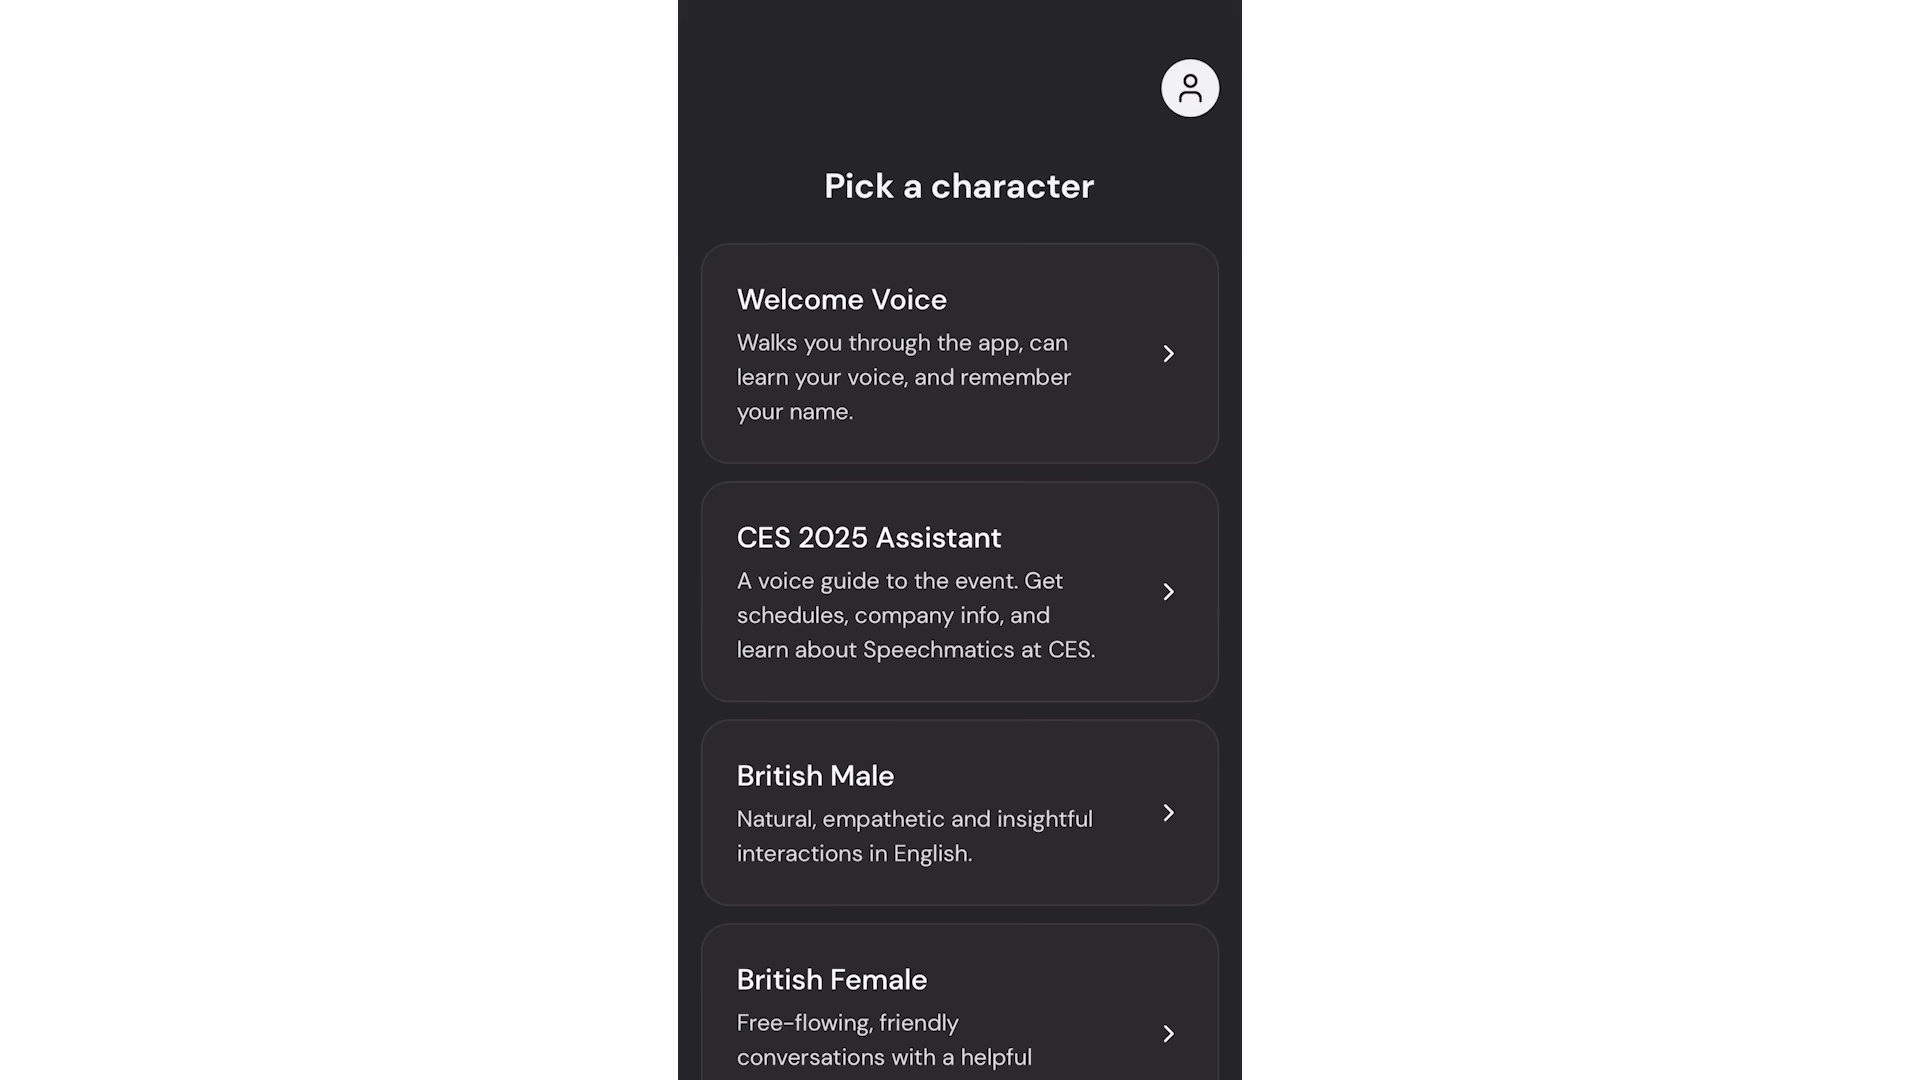 Pick a character
Welcome Voice
Walks you through the app, can
learn your voice, and remember
your name.
CES 2025 Assistant
A voice guide to the event. Get
schedules, company info, and
learn about Speechmatics at CES.
British Male
Natural, empathetic and insightful
interactions in English.
British Female
Free-flowing, friendly
conversations with a helpful